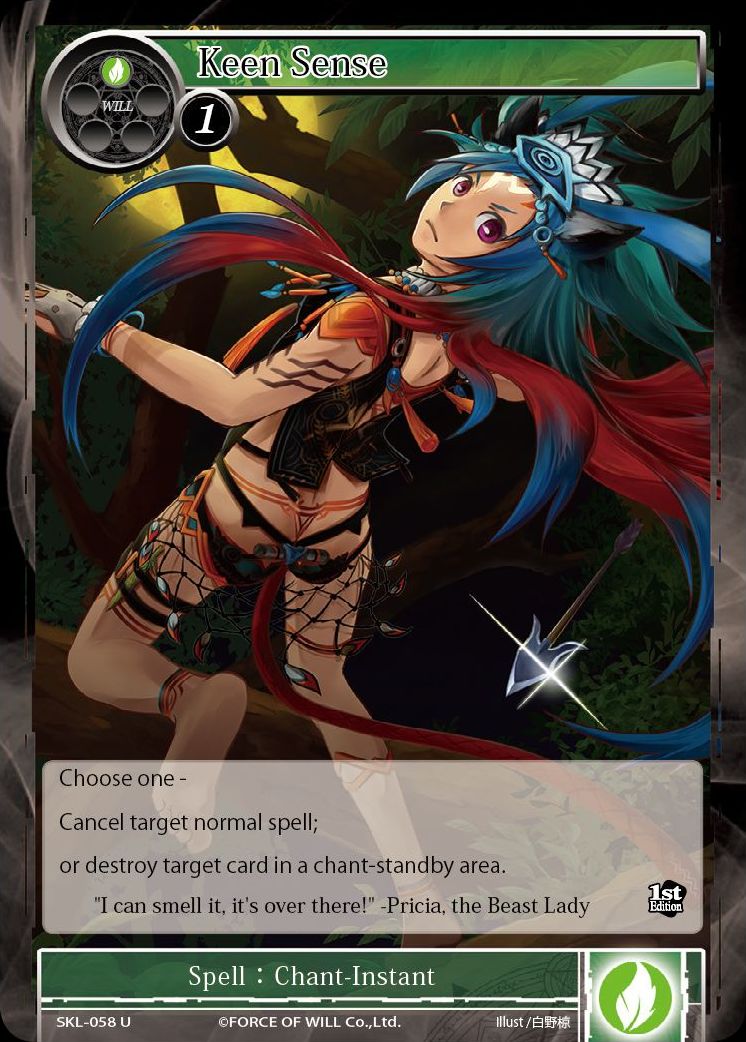 Keen Sense
WILL
1
Choose one -
Cancel target normal spell;
or destroy target card in a chant-standby area.
"I can smell it, it's over there!" -Pricia, the Beast Lady
1st
Edition
Spell : Chant-Instant
SKL-058 U ©FORCE OF WILL Co.,Ltd. Illust /白野椋